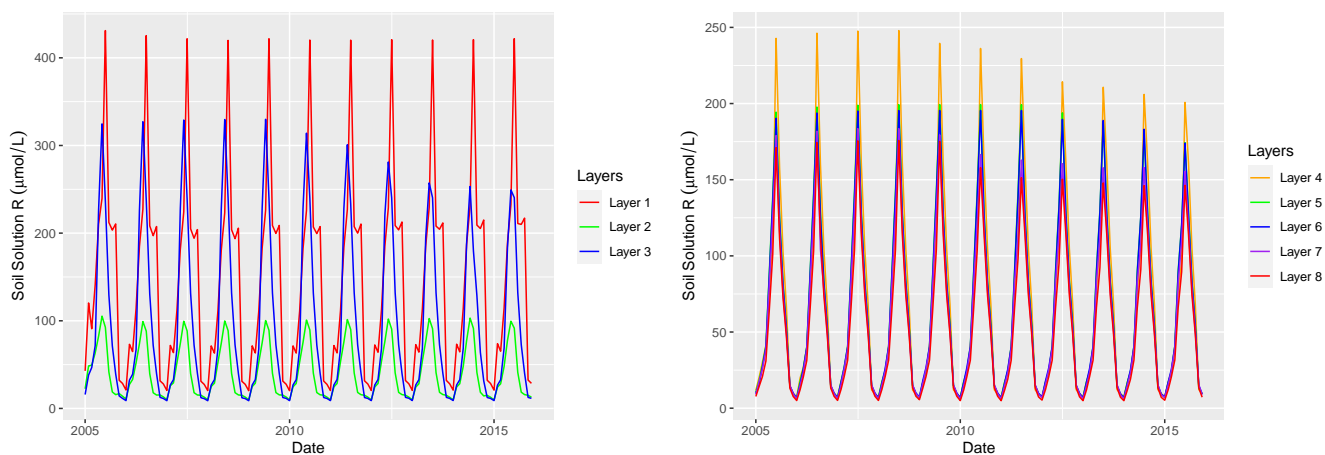 400
300
200
100
0
Soil Solution R (μmol/L)
2005
2010
2015
Date
Layers
Layer 1
Layer 2
Layer 3
250
200
150
100
50
0
Soil Solution R (μmol/L)
2005
2010
2015
Date
Layers
Layer 4
Layer 5
Layer 6
Layer 7
Layer 8